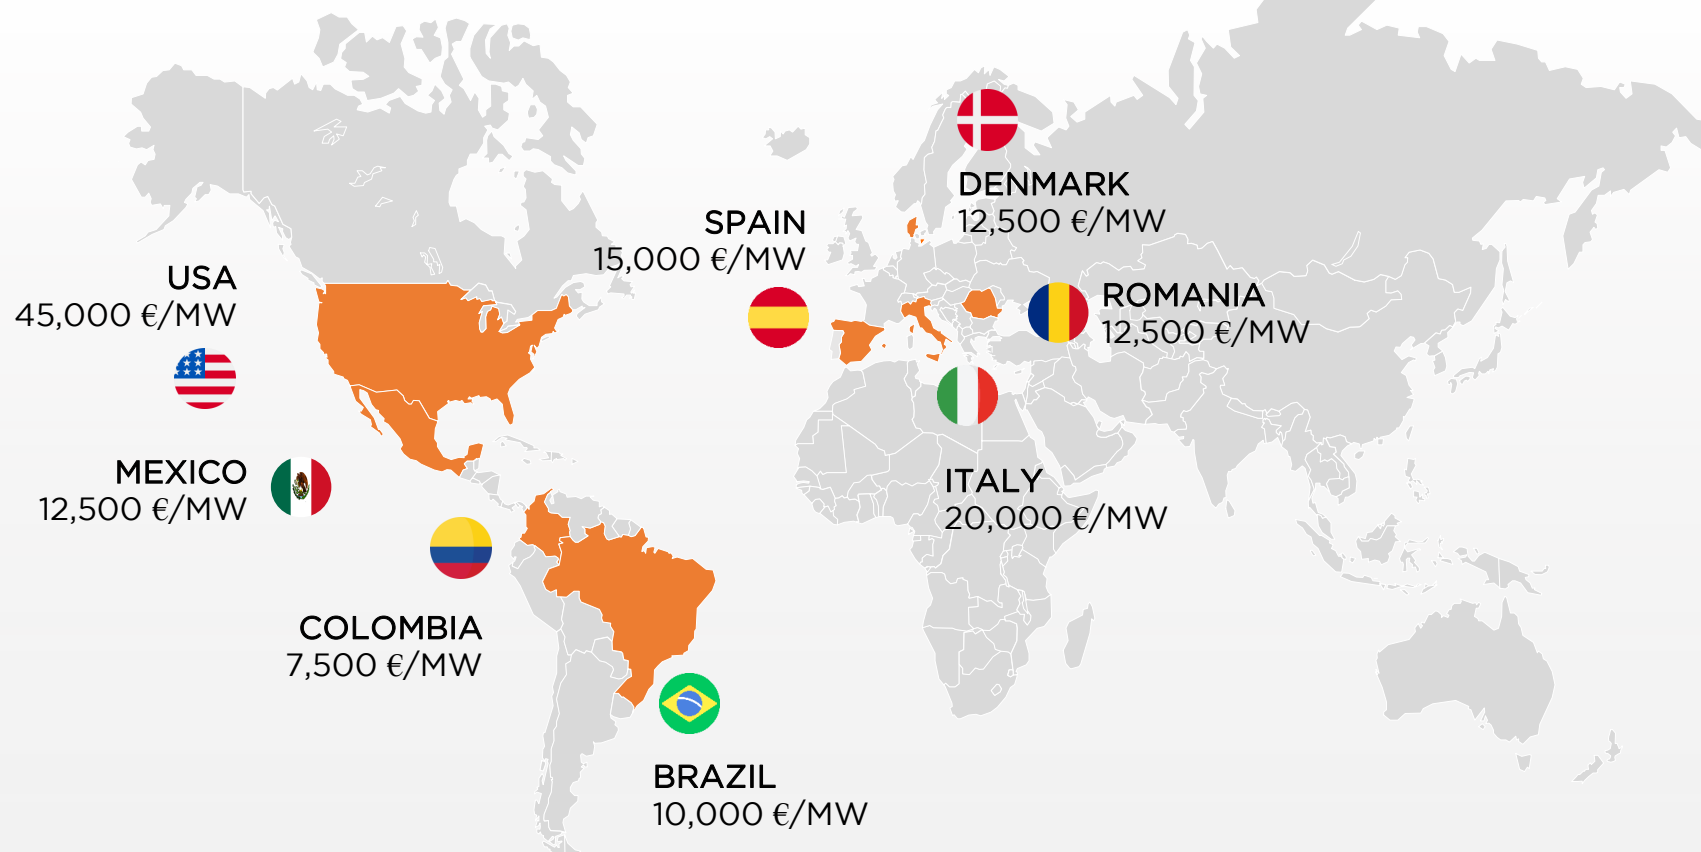 DENMARK
12,500 €/MW
SPAIN
15,000 €/MW
USA
45,000 €/MW
ROMANIA
12,500 €/MW
MEXICO
12,500 €/MW
ITALY
20,000 €/MW
COLOMBIA
7,500 €/MW
BRAZIL
10,000 €/MW